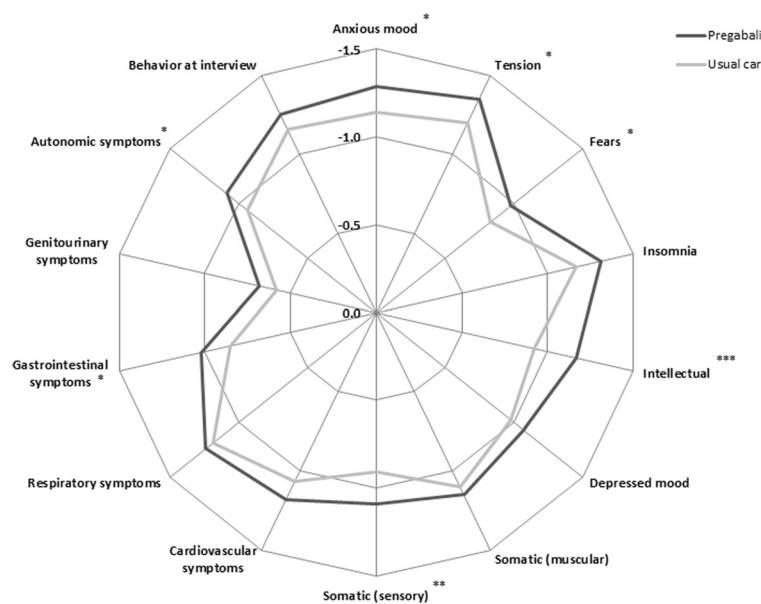 Anxious mood *
-1.5
Pregabali
Usual car
Behavior at interview
Tension *
Autonomic symptoms *
Fears *
-1.0
Genitourinary
symptoms
Insomnia
-0.5
0.0
Gastrointestinal
symptoms *
Intellectual ***
Respiratory symptoms
Depressed mood
Cardiovascular
symptoms
Somatic (muscular)
Somatic (sensory) **